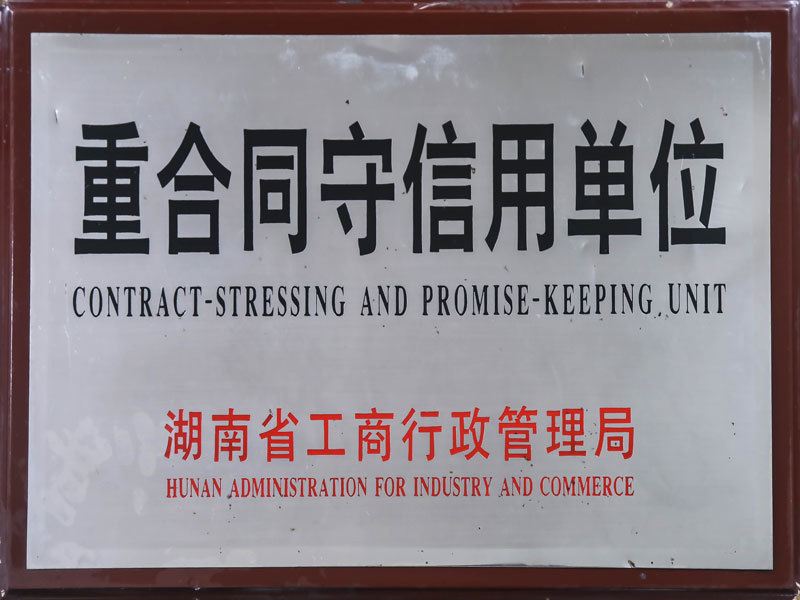 重合同守信用单位
CONTRACT-STRESSING AND PROMISE-KEEPING UNIT
湖南省工商行政管理局
HUNAN ADMINISTRATION FOR INDUSTRY AND COMMERCE